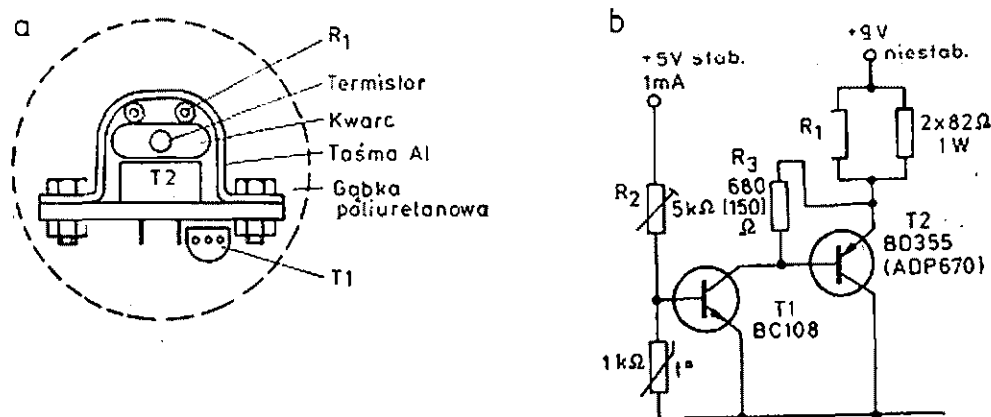 a
R1
Termistor
Kwarc
Taśma Al
Gąbka
poliuretanowa
T2
T1
b
+5V stab.
1mA
+9V
niestab.
R1
2x82Ω
1W
R2
5kΩ
R3
680
[150]
Ω
T2
BD355
(ADP670)
T1
BC108
1kΩ
t°